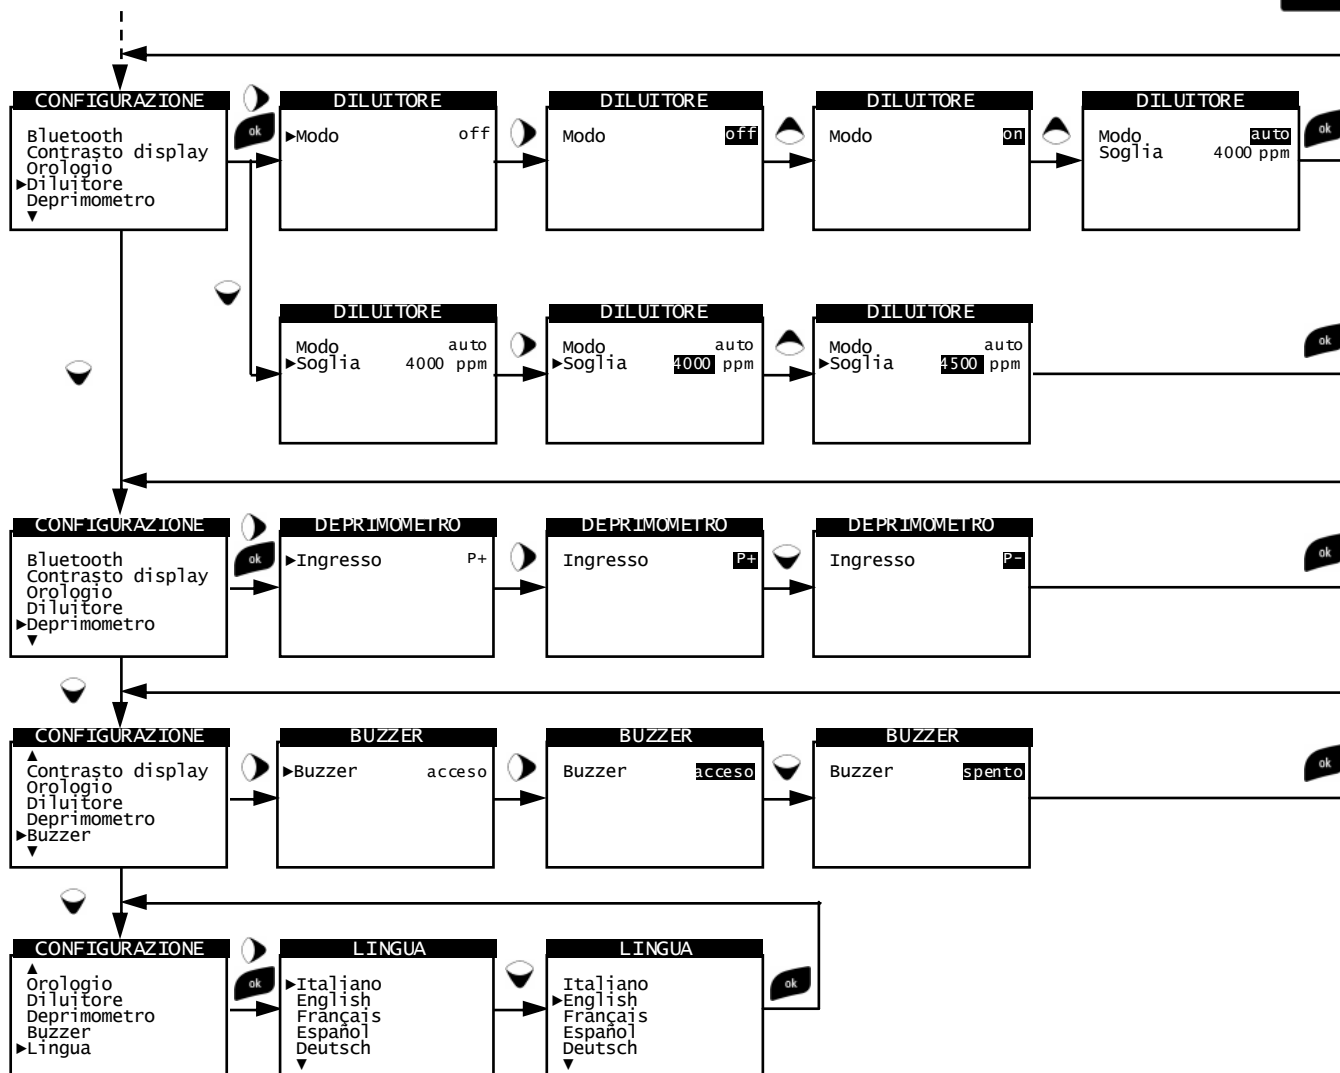 CONFIGURAZIONE
Bluetooth
Contrasto display
Orologio
►Diluitore
Deprimometro
▼
ok
DILUITORE
►Modo off
DILUITORE
Modo off
DILUITORE
Modo on
DILUITORE
Modo auto
Soglia 4000 ppm
ok
DILUITORE
Modo auto
►Soglia 4000 ppm
DILUITORE
Modo auto
►Soglia 4000 ppm
DILUITORE
Modo auto
►Soglia 4500 ppm
ok
CONFIGURAZIONE
Bluetooth
Contrasto display
Orologio
Diluitore
►Deprimometro
▼
ok
DEPRIMOMETRO
►Ingresso P+
DEPRIMOMETRO
Ingresso P+
DEPRIMOMETRO
Ingresso P-
ok
CONFIGURAZIONE
▲
Contrasto display
Orologio
Diluitore
Deprimometro
►Buzzer
▼
BUZZER
►Buzzer acceso
BUZZER
Buzzer acceso
BUZZER
Buzzer spento
ok
CONFIGURAZIONE
▲
Orologio
Diluitore
Deprimometro
Buzzer
►Lingua
ok
LINGUA
►Italiano
English
Français
Español
Deutsch
▼
LINGUA
Italiano
►English
Français
Español
Deutsch
▼
ok